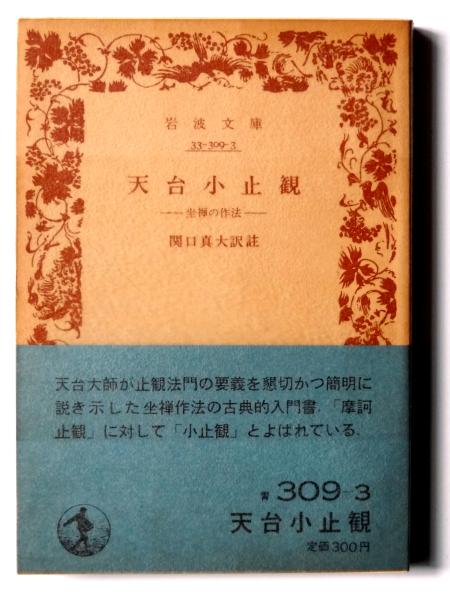 岩波文庫
33-309-3
天台小止観
——坐禅の作法——
関口真大訳註
天台大師が止観法門の要義を懇切かつ簡明に
説き示した坐禅作法の古典的入門書.「摩訶
止観」に対して「小止観」とよばれている.
青 309-3
天台小止観
定価300円